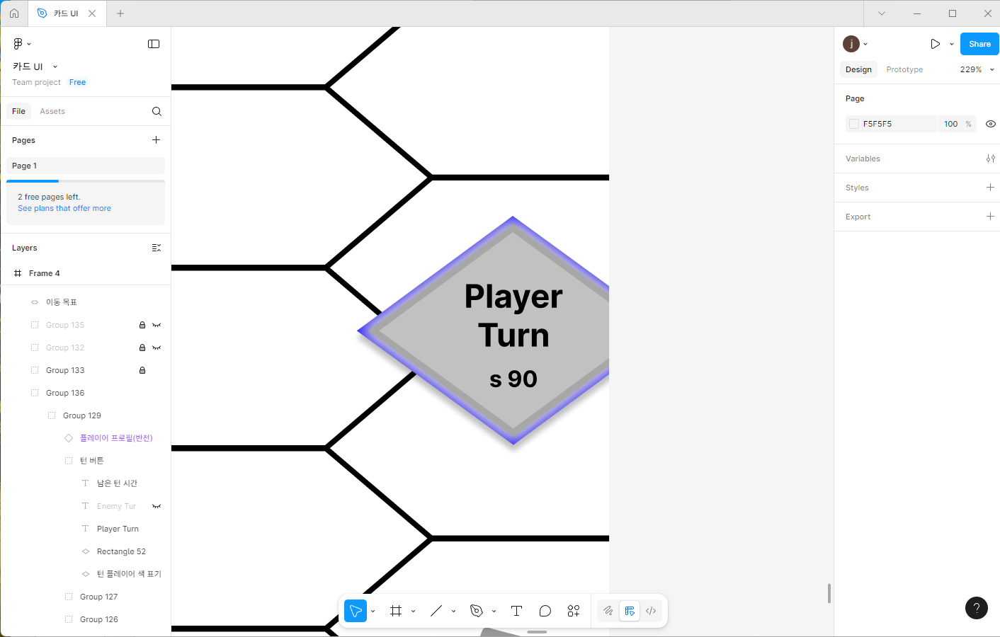 카드 UI
카드 UI
Team project Free
File Assets
Pages
Page 1
2 free pages left.
See plans that offer more
Layers
Frame 4
이동 목표
Group 135
Group 132
Group 133
Group 136
Group 129
플레이어 프로필(반전)
턴 버튼
남은 턴 시간
Enemy Tur
Player Turn
Rectangle 52
턴 플레이어 색 표기
Group 127
Group 126
Player
Turn
s 90
j
Share
Design Prototype 229%
Page
F5F5F5 100 %
Variables
Styles
Export
?